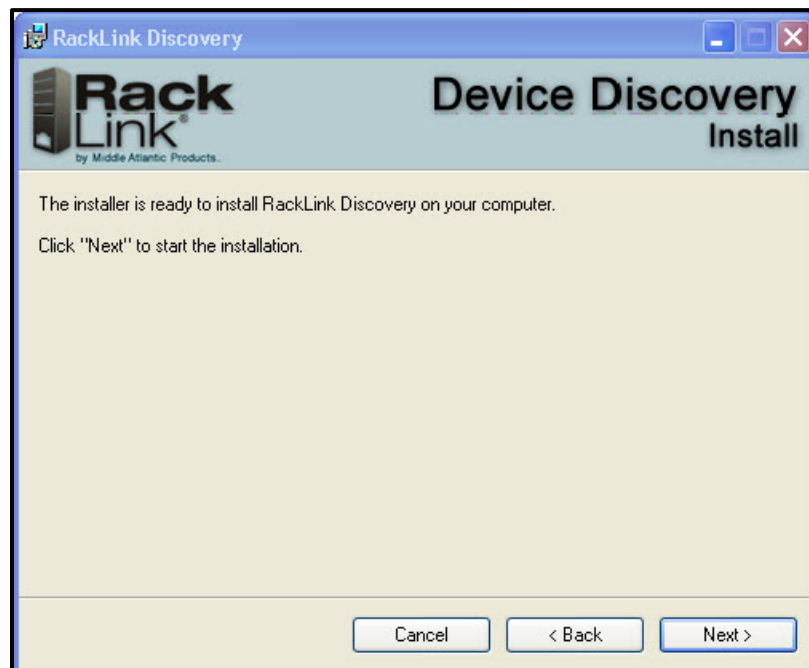 RackLink Discovery
Rack
Link®
by Middle Atlantic Products..
Device Discovery
Install
The installer is ready to install RackLink Discovery on your computer.
Click "Next" to start the installation.
Cancel
< Back
Next >